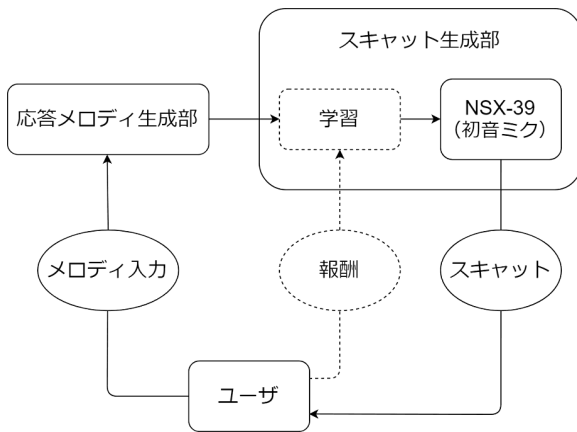 スキャット生成部
応答メロディ生成部
学習
NSX-39
（初音ミク）
メロディ入力
報酬
スキャット
ユーザ